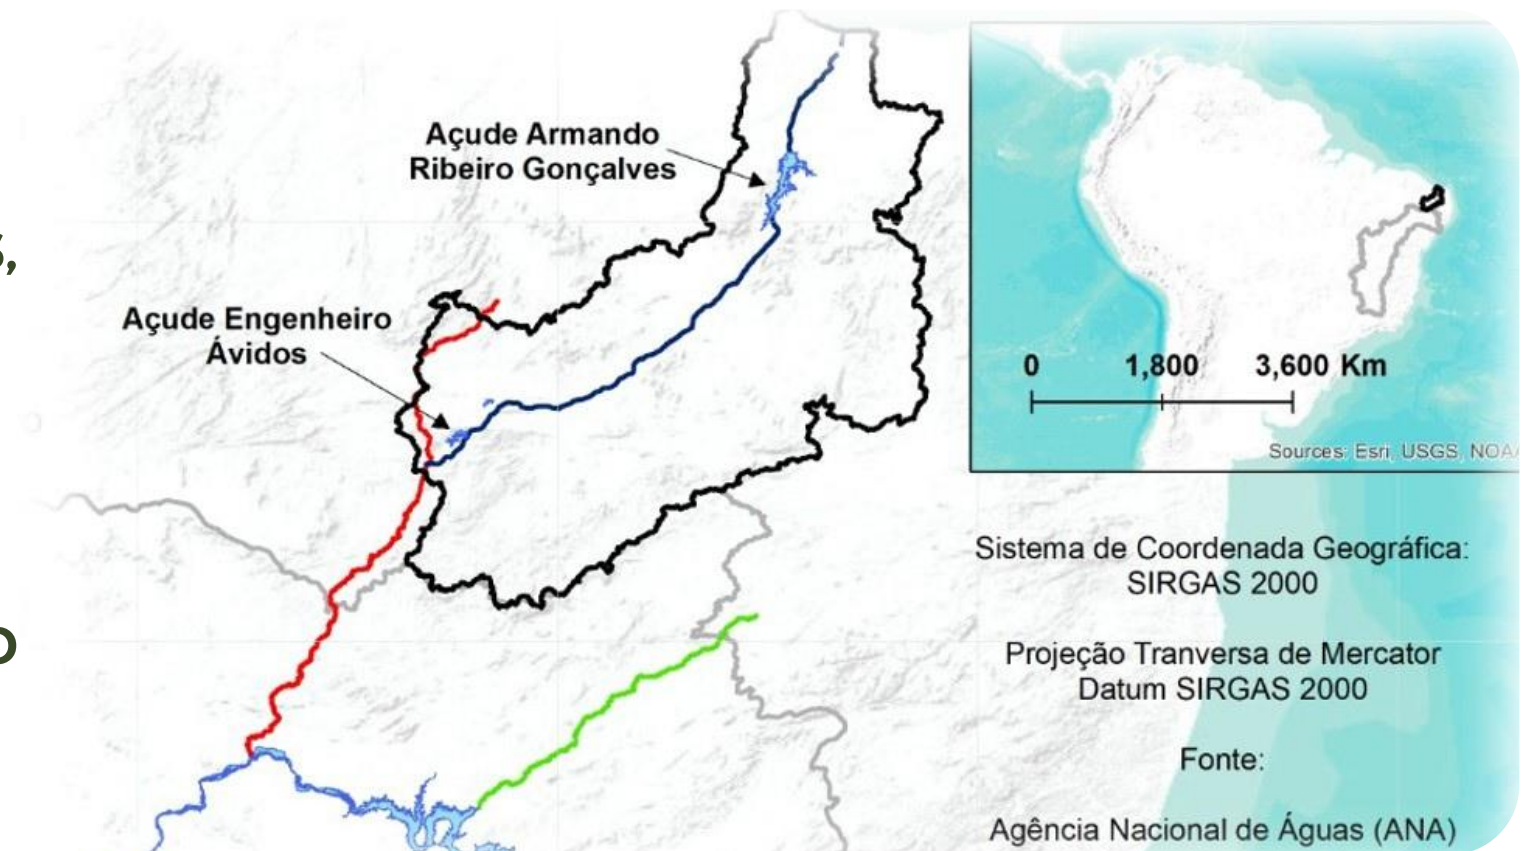 Açude Armando
Ribeiro Gonçalves
Açude Engenheiro
Ávidos
0 1,800 3,600 Km
Sources: Esri, USGS, NOA
Sistema de Coordenada Geográfica:
SIRGAS 2000
Projeção Tranversa de Mercator
Datum SIRGAS 2000
Fonte:
Agência Nacional de Águas (ANA)